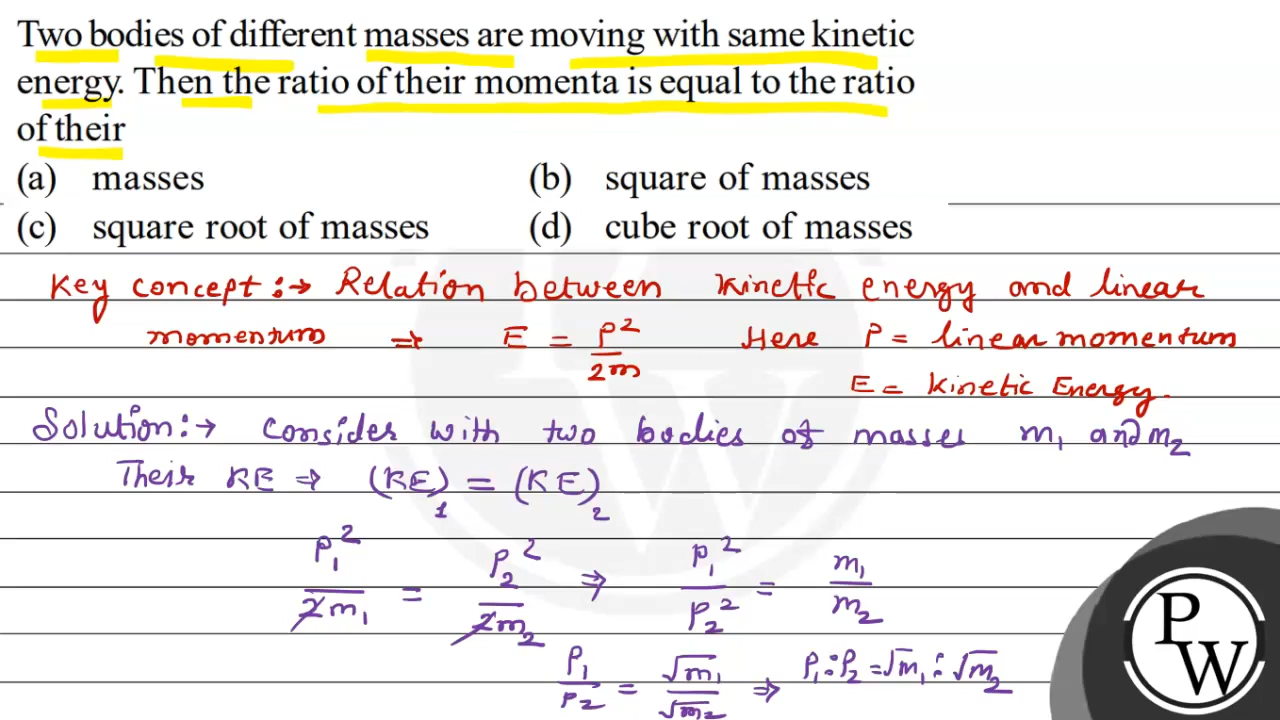 Two bodies of different masses are moving with same kinetic
energy. Then the ratio of their momenta is equal to the ratio
of their
(a) masses (b) square of masses
(c) square root of masses (d) cube root of masses
Key concept:→ Relation between kinetic energy and linear
momentum ⇒ E = P²/2m Here P = linear momentum
E = Kinetic Energy.
Solution:→ Consider with two bodies of masses m₁ and m₂
Their KE ⇒ (KE)₁ = (KE)₂
P₁²/2m₁ = P₂²/2m₂ ⇒ P₁²/P₂² = m₁/m₂
P₁/P₂ = √m₁/√m₂ ⇒ P₁:P₂ = √m₁:√m₂
PW